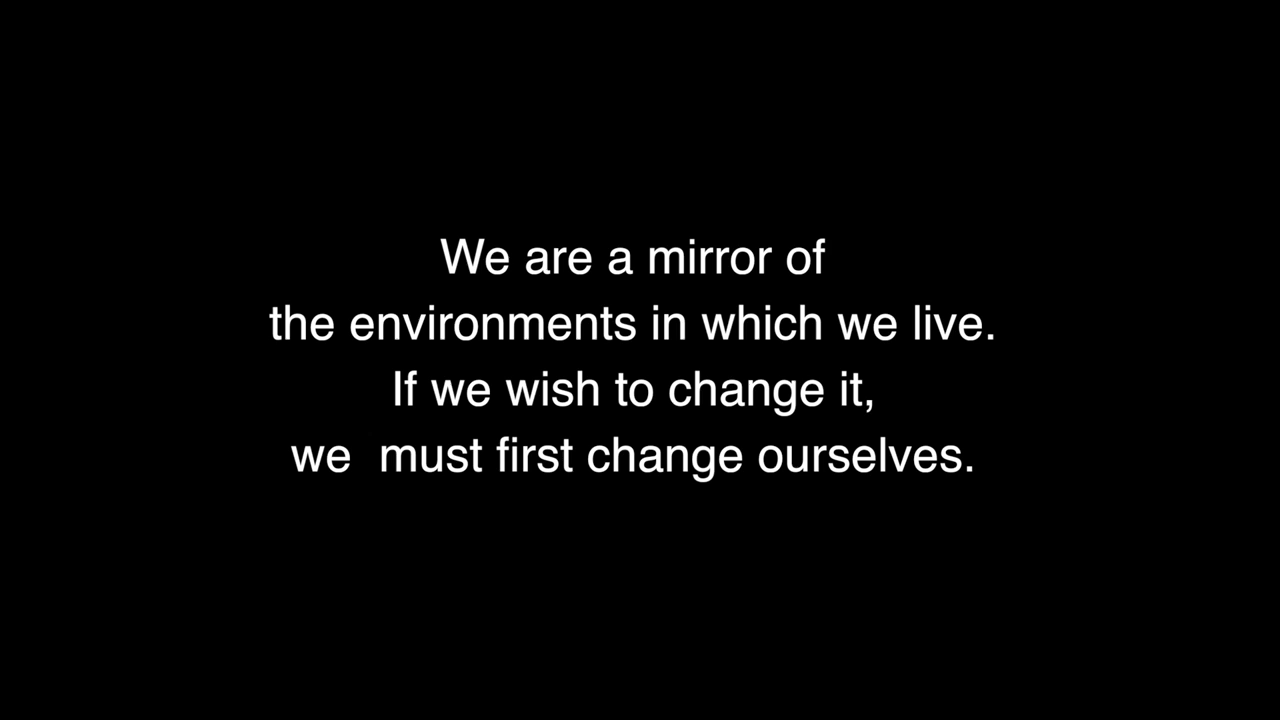 We are a mirror of
the environments in which we live.
If we wish to change it,
we  must first change ourselves.